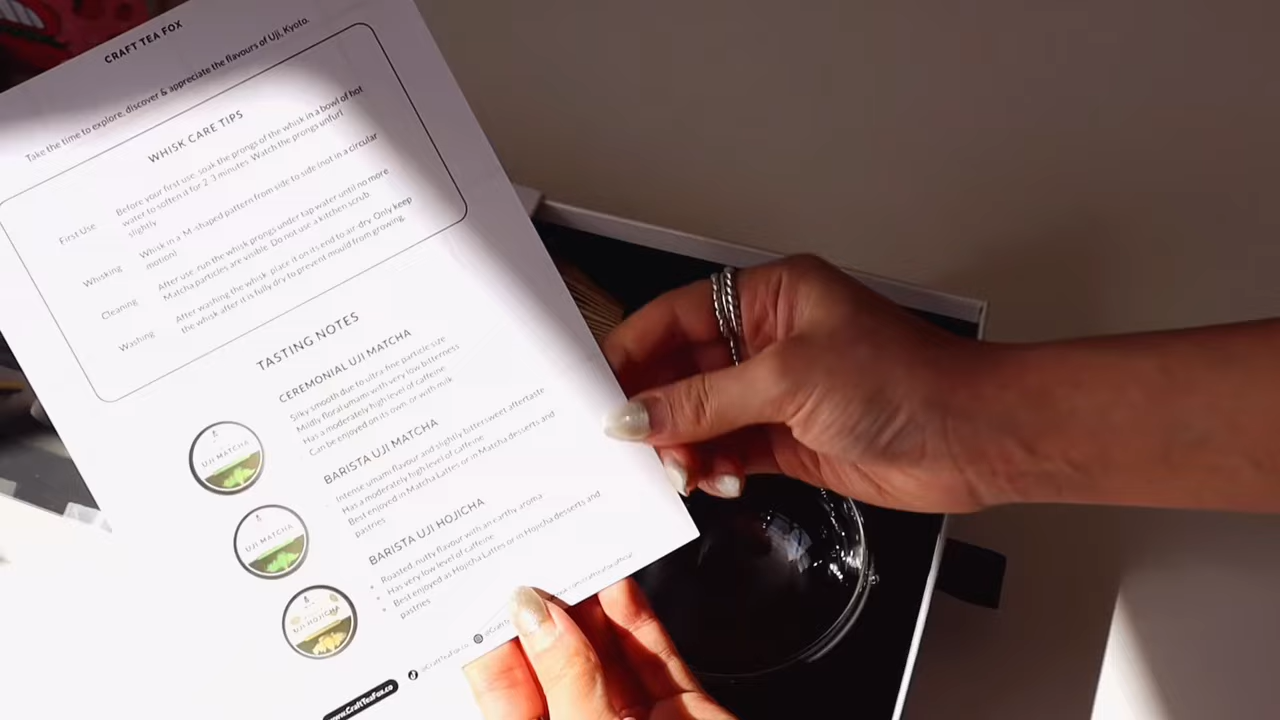 CRAFT TEA FOX
Take the time to explore, discover & appreciate the flavours of Uji, Kyoto.
WHISK CARE TIPS
First Use
Before your first use, soak the prongs of the whisk in a bowl of hot
water to soften it for 2-3 minutes. Watch the prongs unfurl
slightly
Whisking
Whisk in a 'M'-shaped pattern from side to side (not in a circular
motion)
Cleaning
After use, run the whisk prongs under tap water until no more
Matcha particles are visible. Do not use a kitchen scrub.
Washing
After washing the whisk, place it on its end to air-dry. Only keep
the whisk after it is fully dry to prevent mould from growing.
TASTING NOTES
CEREMONIAL UJI MATCHA
Silky smooth due to ultra-fine particle size
Mildly floral umami with very low bitterness
Has a moderately high level of caffeine
Can be enjoyed on its own, or with milk
UJI MATCHA
BARISTA UJI MATCHA
Intense umami flavour and slightly bittersweet aftertaste
Has a moderately high level of caffeine
Best enjoyed in Matcha Lattes or in Matcha desserts and
pastries
UJI MATCHA
BARISTA UJI HOJICHA
• Roasted, nutty flavour with an earthy aroma
• Has very low level of caffeine
• Best enjoyed as Hojicha Lattes or in Hojicha desserts and
pastries
UJI HOJICHA
www.CraftTeaFox.co
@CraftTeaFox.co